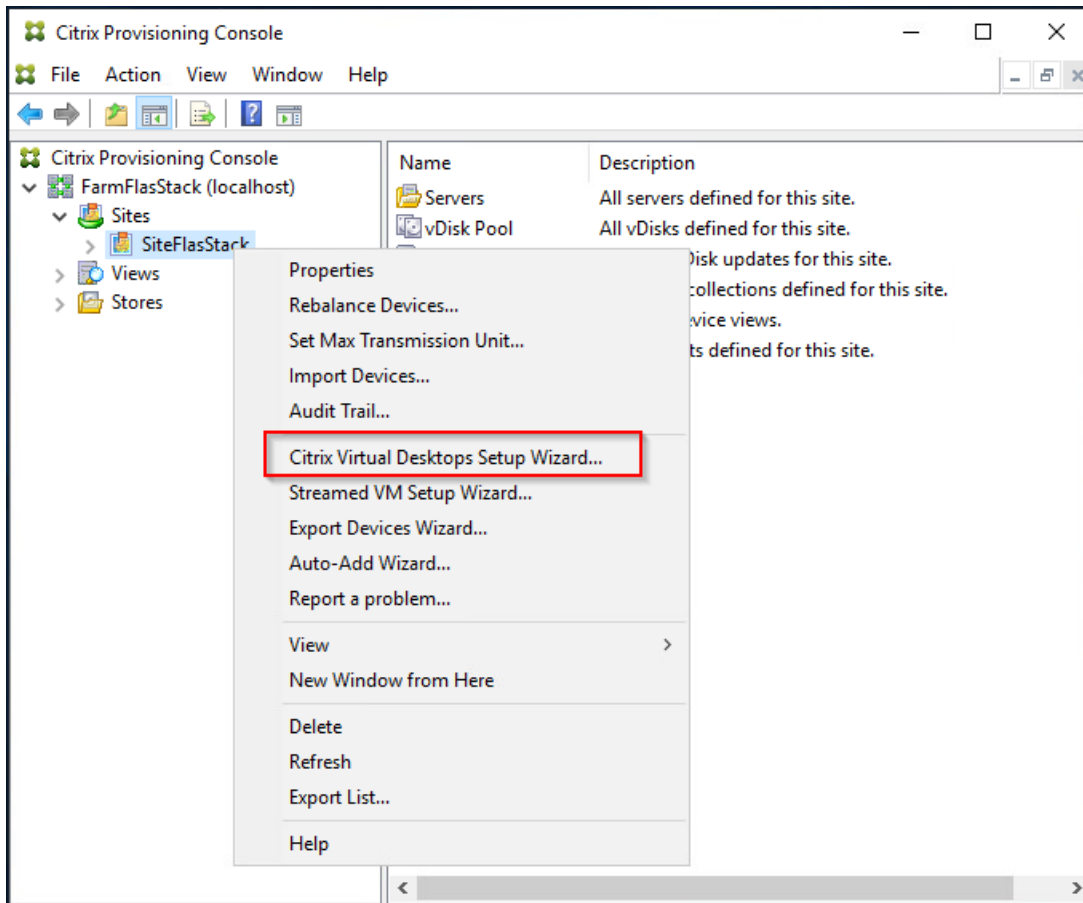 Citrix Provisioning Console
File Action View Window Help
Citrix Provisioning Console
FarmFlasStack (localhost)
Sites
SiteFlasStack
Views
Stores
Name Description
Servers All servers defined for this site.
vDisk Pool All vDisks defined for this site.
Disk updates for this site.
collections defined for this site.
device views.
ts defined for this site.
Properties
Rebalance Devices...
Set Max Transmission Unit...
Import Devices...
Audit Trail...
Citrix Virtual Desktops Setup Wizard...
Streamed VM Setup Wizard...
Export Devices Wizard...
Auto-Add Wizard...
Report a problem...
View
New Window from Here
Delete
Refresh
Export List...
Help